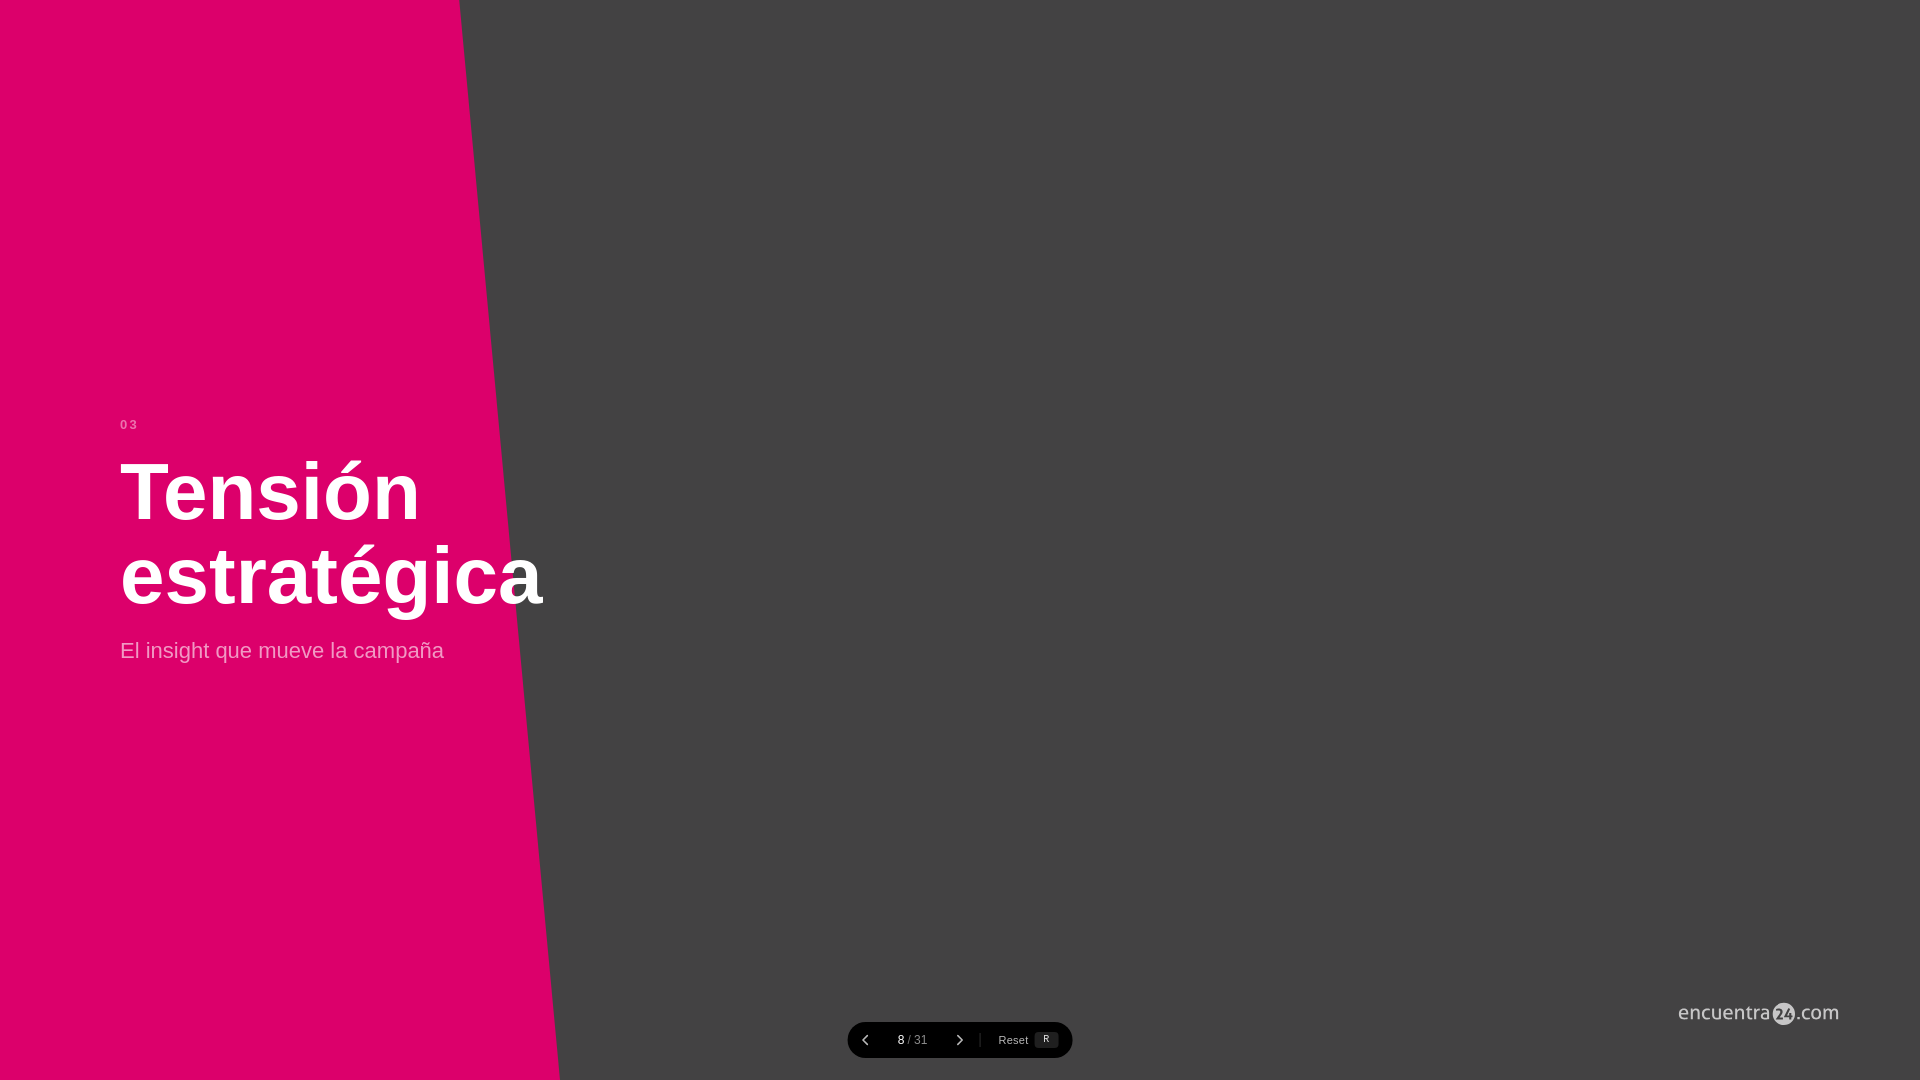 03
Tensión
estratégica
El insight que mueve la campaña
encuentra24.com
8 / 31
Reset R